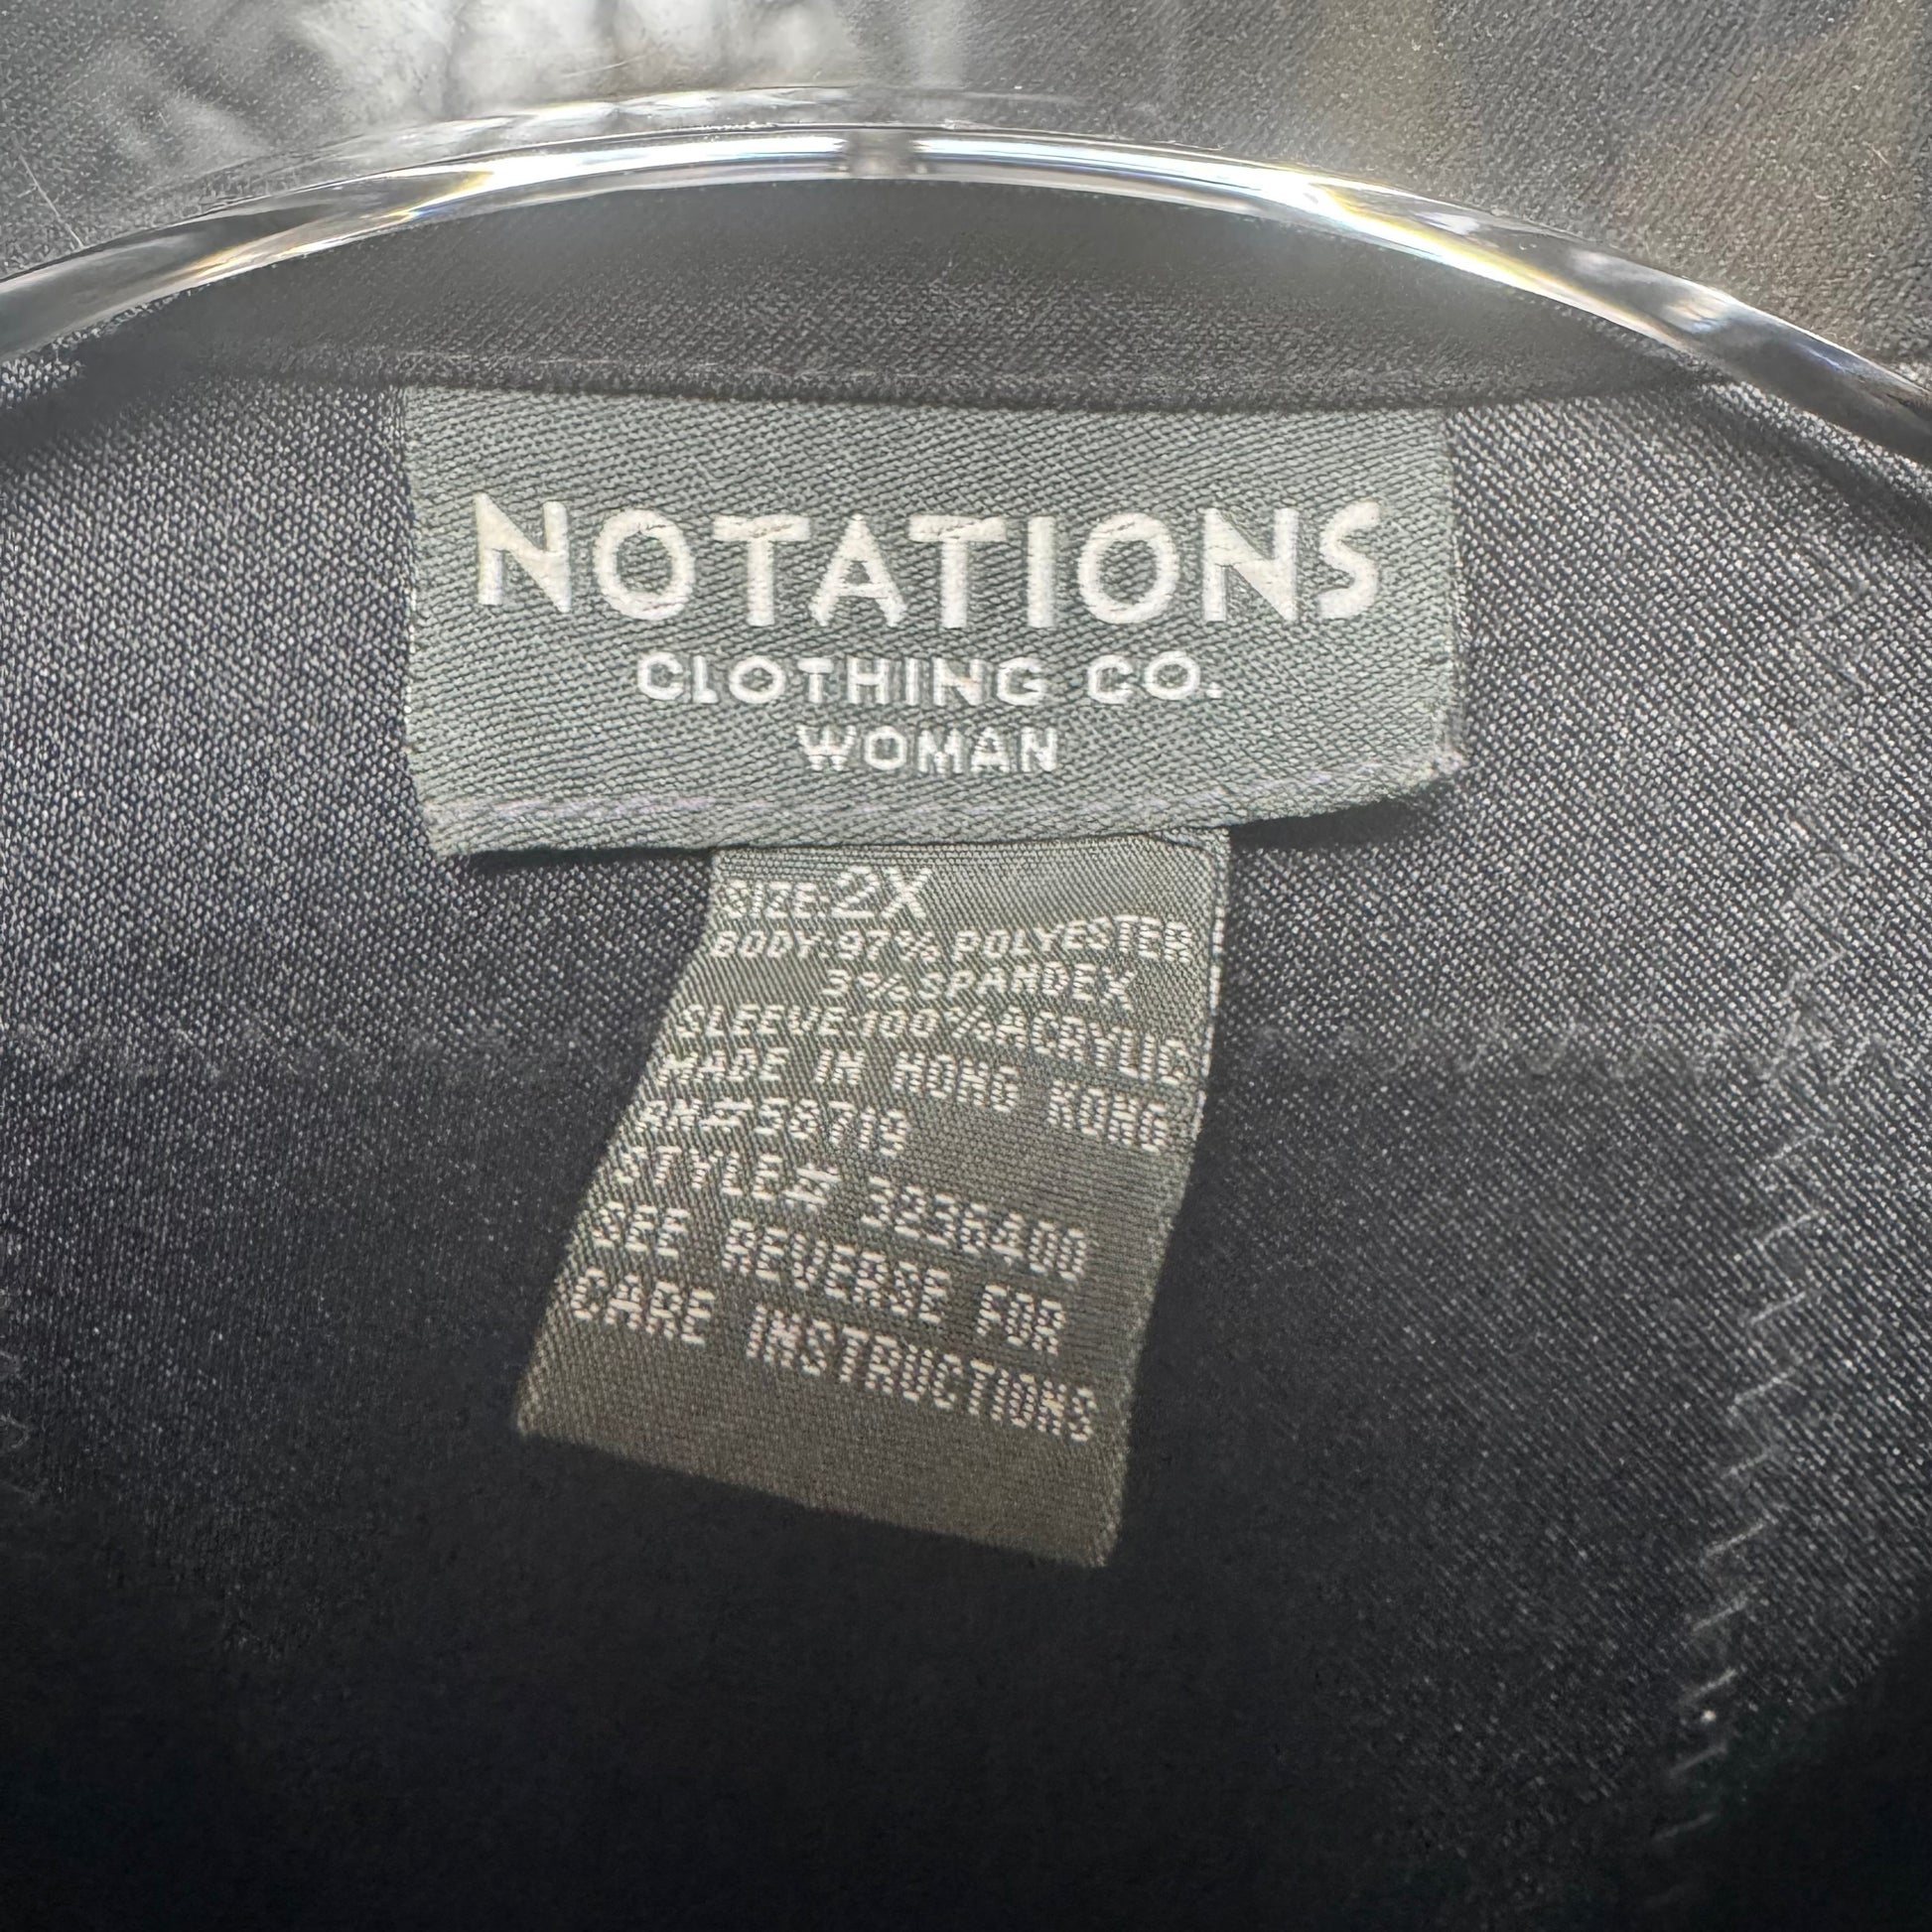 NOTATIONS
CLOTHING CO.
WOMAN
SIZE:2X
BODY:97% POLYESTER
3%SPANDEX
SLEEVE:100%ACRYLIC
MADE IN HONG KONG
RN#58719
STYLE# 3236400
SEE REVERSE FOR
CARE INSTRUCTIONS